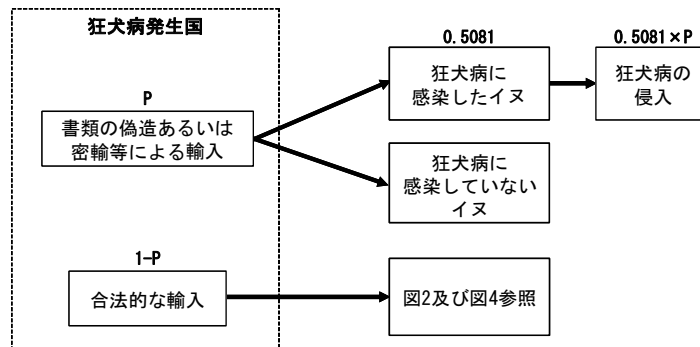 狂犬病発生国
P
書類の偽造あるいは
密輸等による輸入
1-P
合法的な輸入
0.5081
狂犬病に
感染したイヌ
0.5081×P
狂犬病の
侵入
狂犬病に
感染していない
イヌ
図2及び図4参照